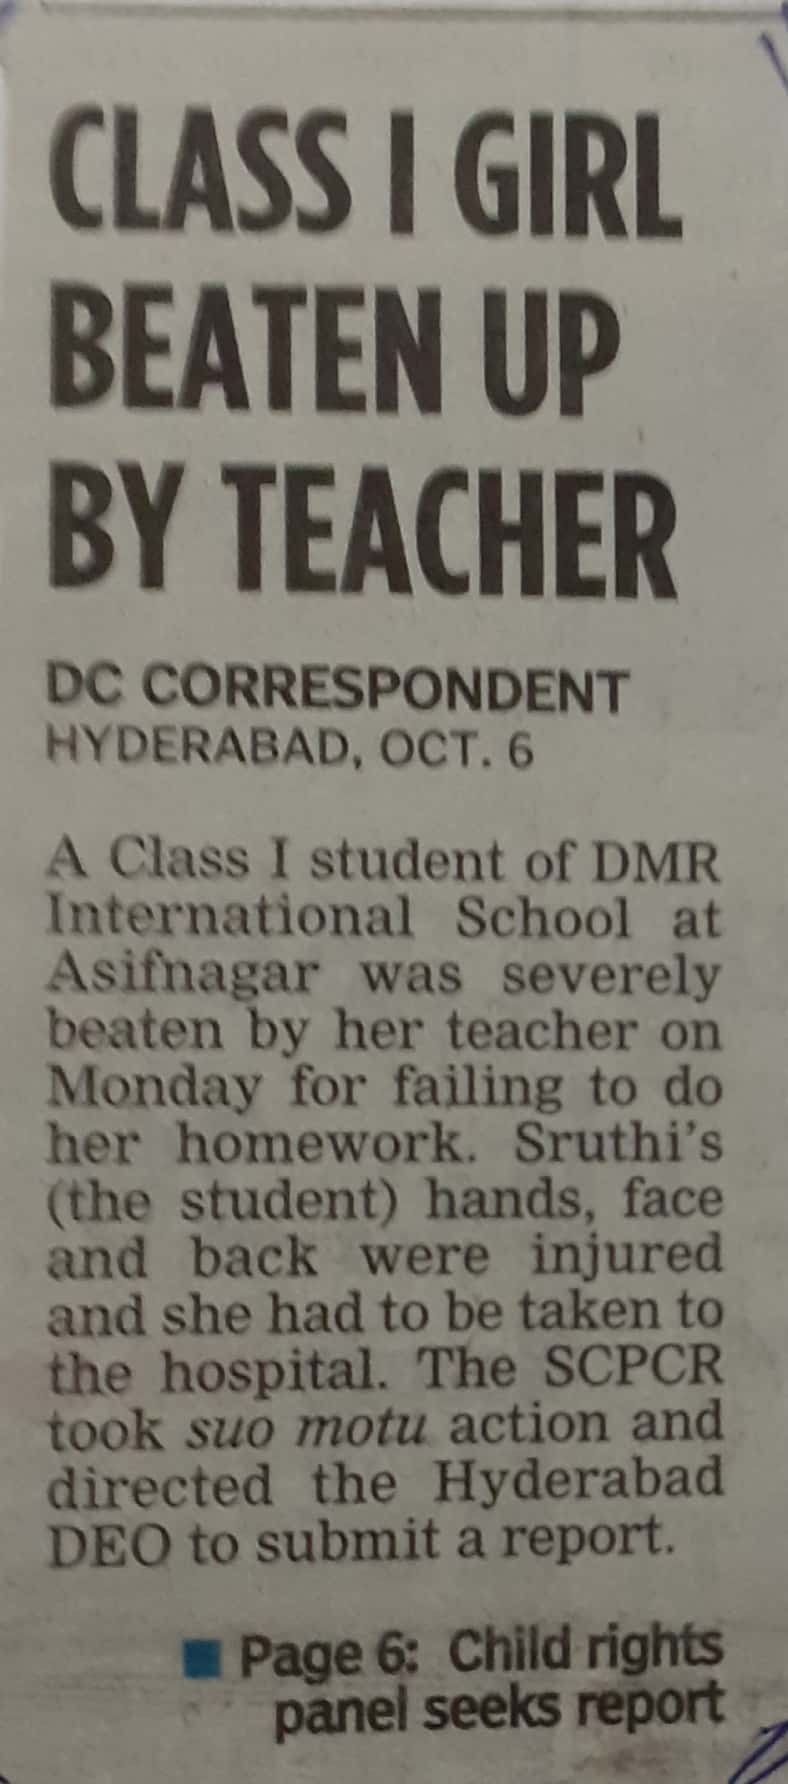 CLASS I GIRL
BEATEN UP
BY TEACHER
DC CORRESPONDENT
HYDERABAD, OCT. 6
A Class I student of DMR
International School at
Asifnagar was severely
beaten by her teacher on
Monday for failing to do
her homework. Sruthi's
(the student) hands, face
and back were injured
and she had to be taken to
the hospital. The SCPCR
took suo motu action and
directed the Hyderabad
DEO to submit a report.
■ Page 6: Child rights
panel seeks report